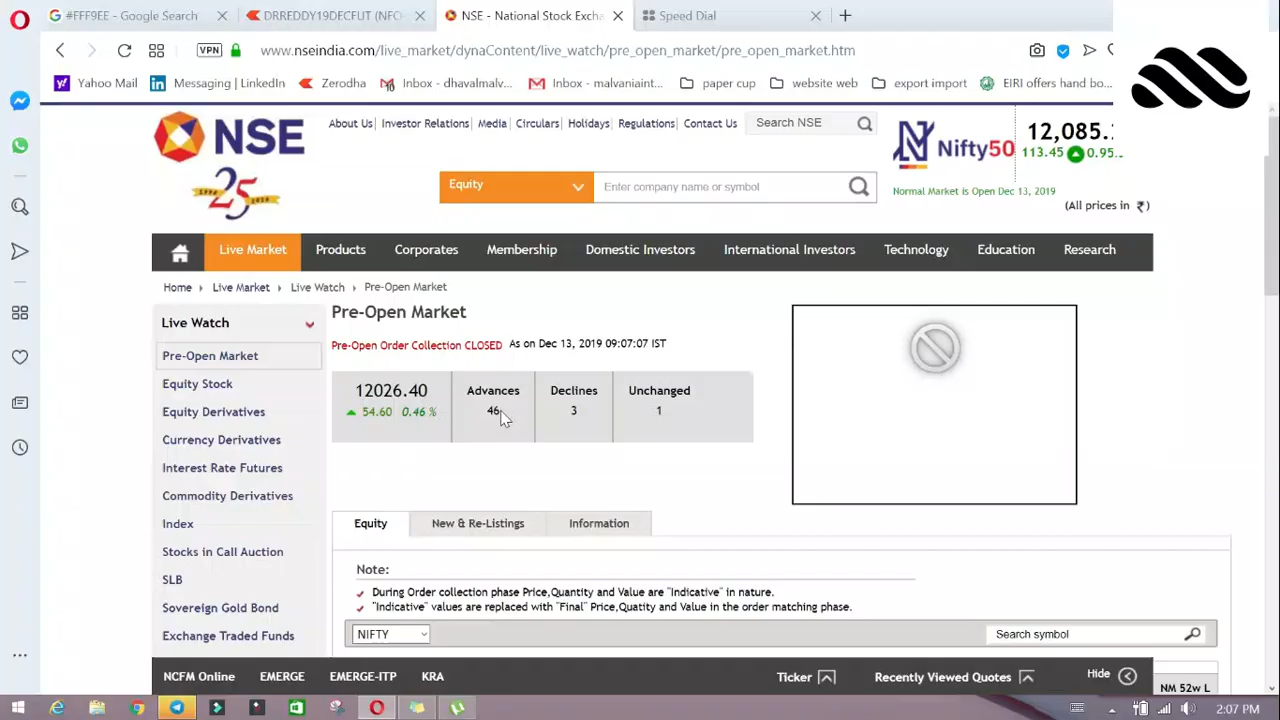 #FFF9EE - Google Search
DRREDDY19DECFUT (NFO
NSE - National Stock Excha
Speed Dial
VPN
www.nseindia.com/live_market/dynaContent/live_watch/pre_open_market/pre_open_market.htm
Yahoo Mail
Messaging | LinkedIn
Zerodha
Inbox - dhavalmalv...
Inbox - malvaniaint...
paper cup
website web
export import
EIRI offers hand bo...
NSE
About Us| Investor Relations| Media| Circulars| Holidays| Regulations| Contact Us
Search NSE
Nifty50
12,085.
113.45 0.95..
Equity
Enter company name or symbol
Normal Market is Open Dec 13, 2019
(All prices in ₹)
Live Market
Products
Corporates
Membership
Domestic Investors
International Investors
Technology
Education
Research
Home Live Market Live Watch Pre-Open Market
Live Watch
Pre-Open Market
Equity Stock
Equity Derivatives
Currency Derivatives
Interest Rate Futures
Commodity Derivatives
Index
Stocks in Call Auction
SLB
Sovereign Gold Bond
Exchange Traded Funds
Pre-Open Market
Pre-Open Order Collection CLOSED As on Dec 13, 2019 09:07:07 IST
12026.40
54.60 0.46 %
Advances
46
Declines
3
Unchanged
1
Equity
New & Re-Listings
Information
Note:
During Order collection phase Price,Quantity and Value are "Indicative" in nature.
"Indicative" values are replaced with "Final" Price,Quatity and Value in the order matching phase.
NIFTY
Search symbol
NCFM Online
EMERGE
EMERGE-ITP
KRA
Ticker
Recently Viewed Quotes
Hide
NM 52w L
2:07 PM